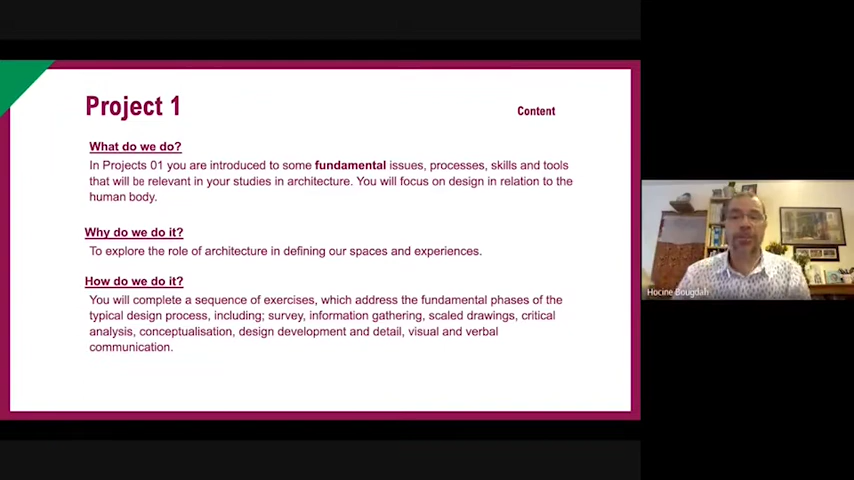 Project 1
Content
What do we do?
In Projects 01 you are introduced to some fundamental issues, processes, skills and tools
that will be relevant in your studies in architecture. You will focus on design in relation to the
human body.
Why do we do it?
To explore the role of architecture in defining our spaces and experiences.
How do we do it?
You will complete a sequence of exercises, which address the fundamental phases of the
typical design process, including; survey, information gathering, scaled drawings, critical
analysis, conceptualisation, design development and detail, visual and verbal
communication.
Hocine Bougdah